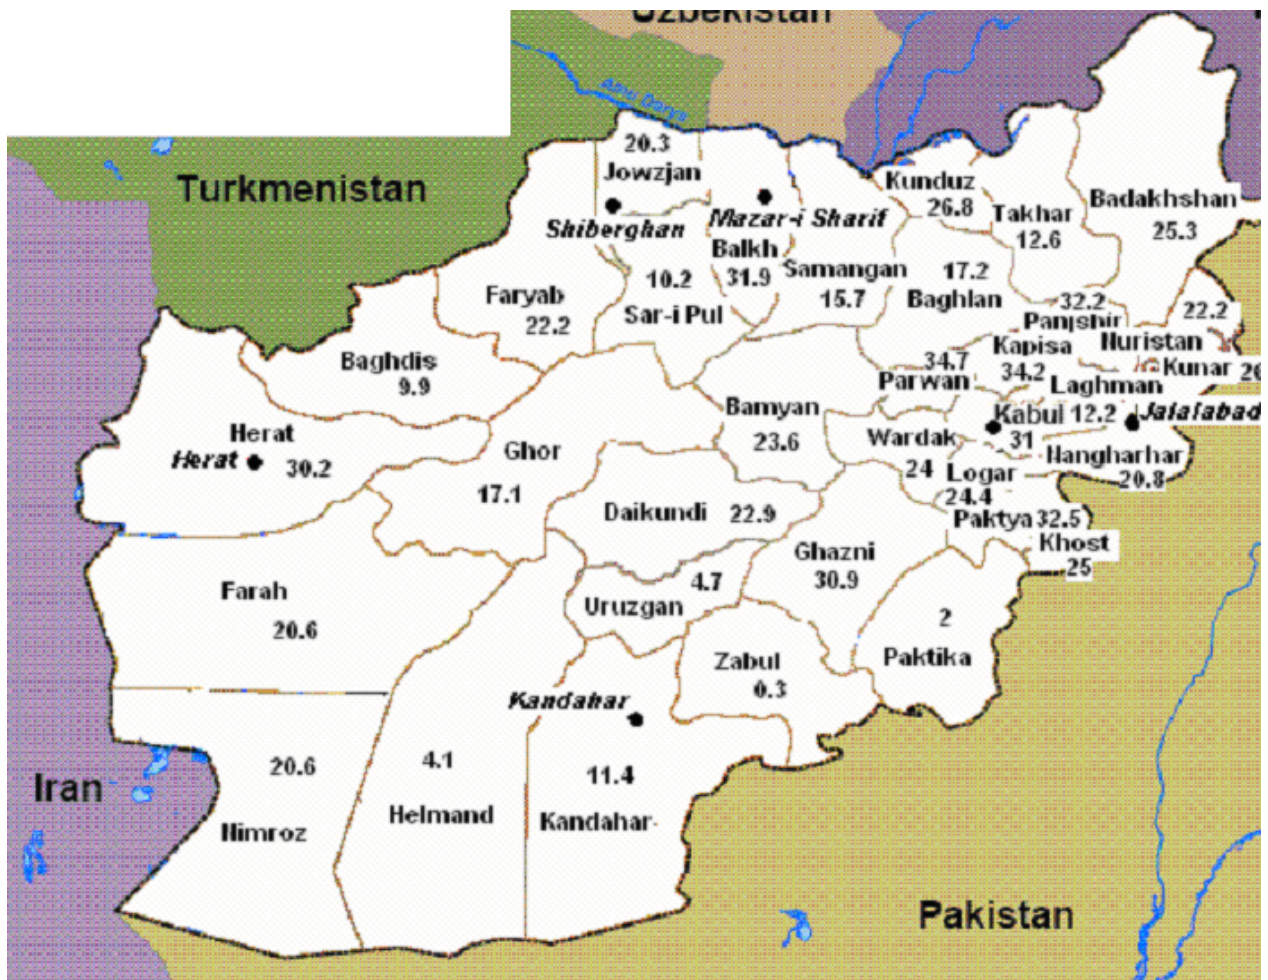 Uzbekistan
Amu Darya
20.3
Jowzjan
Turkmenistan
Kunduz
26.8
Takhar
12.6
Badakhshan
25.3
Shiberghan
Mazar-i Sharif
Balkh
31.9
Samangan
15.7
17.2
Baghlan
10.2
Sar-i Pul
Faryab
22.2
32.2
Panjshir
22.2
Nuristan
Kapisa
34.2
34.7
Parwan
Kunar
Laghman
12.2
Jalalabad
Baghdis
9.9
Bamyan
23.6
Wardak
24
Kabul
31
Nangharhar
20.8
Herat
Herat
30.2
Ghor
17.1
Logar
24.4
Daikundi
22.9
Paktya
32.5
Khost
25
Ghazni
30.9
Farah
20.6
4.7
Uruzgan
2
Paktika
Zabul
0.3
Kandahar
Iran
20.6
Nimroz
4.1
Helmand
11.4
Kandahar
Pakistan